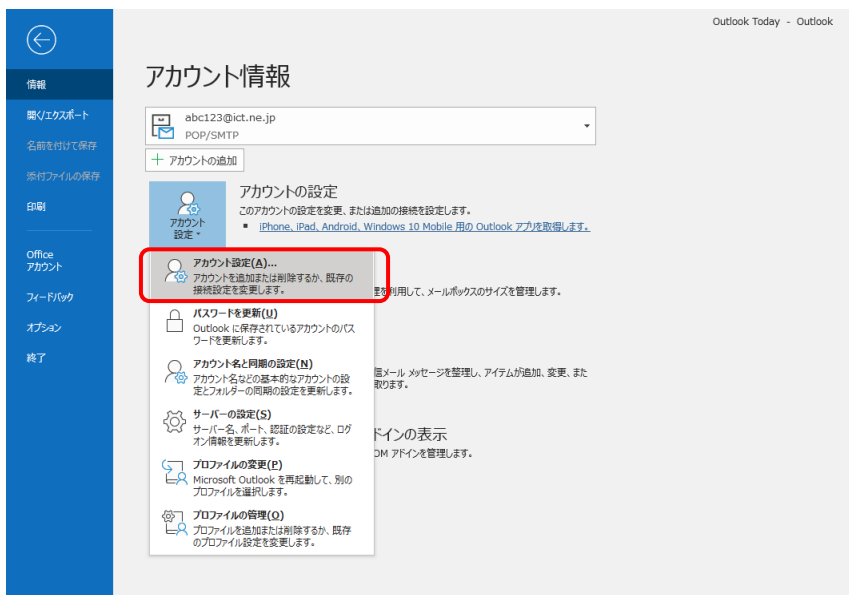 Outlook Today - Outlook
情報
開く/エクスポート
名前を付けて保存
添付ファイルの保存
印刷
Office
アカウント
フィードバック
オプション
終了
アカウント情報
abc123@ict.ne.jp
POP/SMTP
アカウントの追加
アカウント
設定
アカウントの設定
このアカウントの設定を変更、または追加の接続を設定します。
iPhone、iPad、Android、Windows 10 Mobile 用の Outlook アプリを取得します。
アカウント設定(A)...
アカウントを追加または削除するか、既存の
接続設定を変更します。
を利用して、メールボックスのサイズを管理します。
パスワードを更新(U)
Outlook に保存されているアカウントのパス
ワードを更新します。
アカウント名と同期の設定(N)
アカウント名などの基本的なアカウントの設
定とフォルダーの同期の設定を更新します。
信メール メッセージを整理し、アイテムが追加、変更、また
取ります。
サーバーの設定(S)
サーバー名、ポート、認証の設定など、ログ
オン情報を更新します。
ドインの表示
OM アドインを管理します。
プロファイルの変更(P)
Microsoft Outlook を再起動して、別の
プロファイルを選択します。
プロファイルの管理(O)
プロファイルを追加または削除するか、既存
のプロファイル設定を変更します。